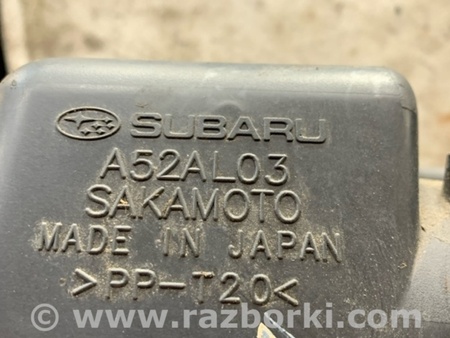 SUBARU
A52AL03
SAKAMOTO
MADE IN JAPAN
>PP-T20<
© www.razborki.com